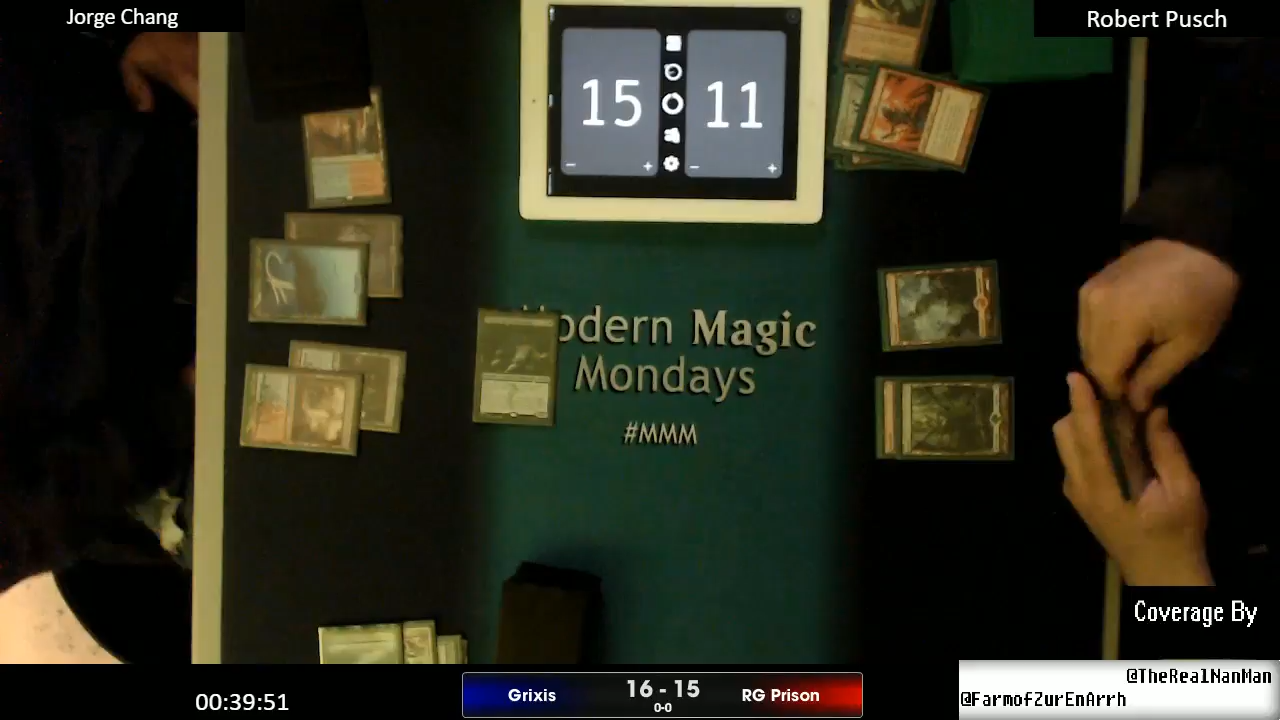 Jorge Chang
Robert Pusch
15
11
- +
- +
Modern Magic
Mondays
#MMM
Coverage By
@TheRealNanMan
@FarmofZurEnArrh
00:39:51
Grixis
16 - 15
0-0
RG Prison